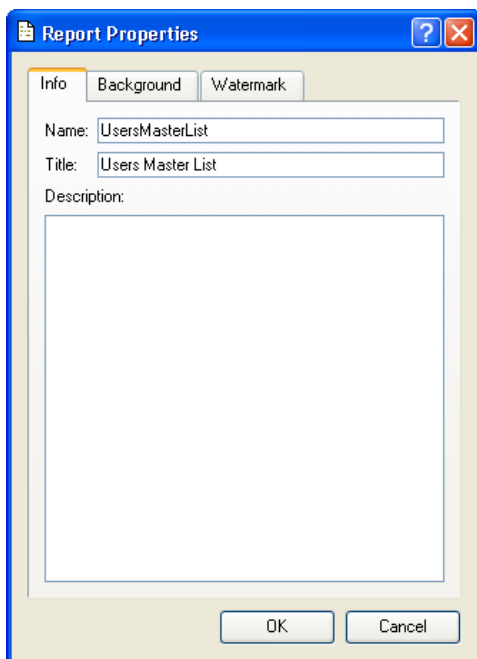 Report Properties
Info Background Watermark
Name: UsersMasterList
Title: Users Master List
Description:
OK Cancel